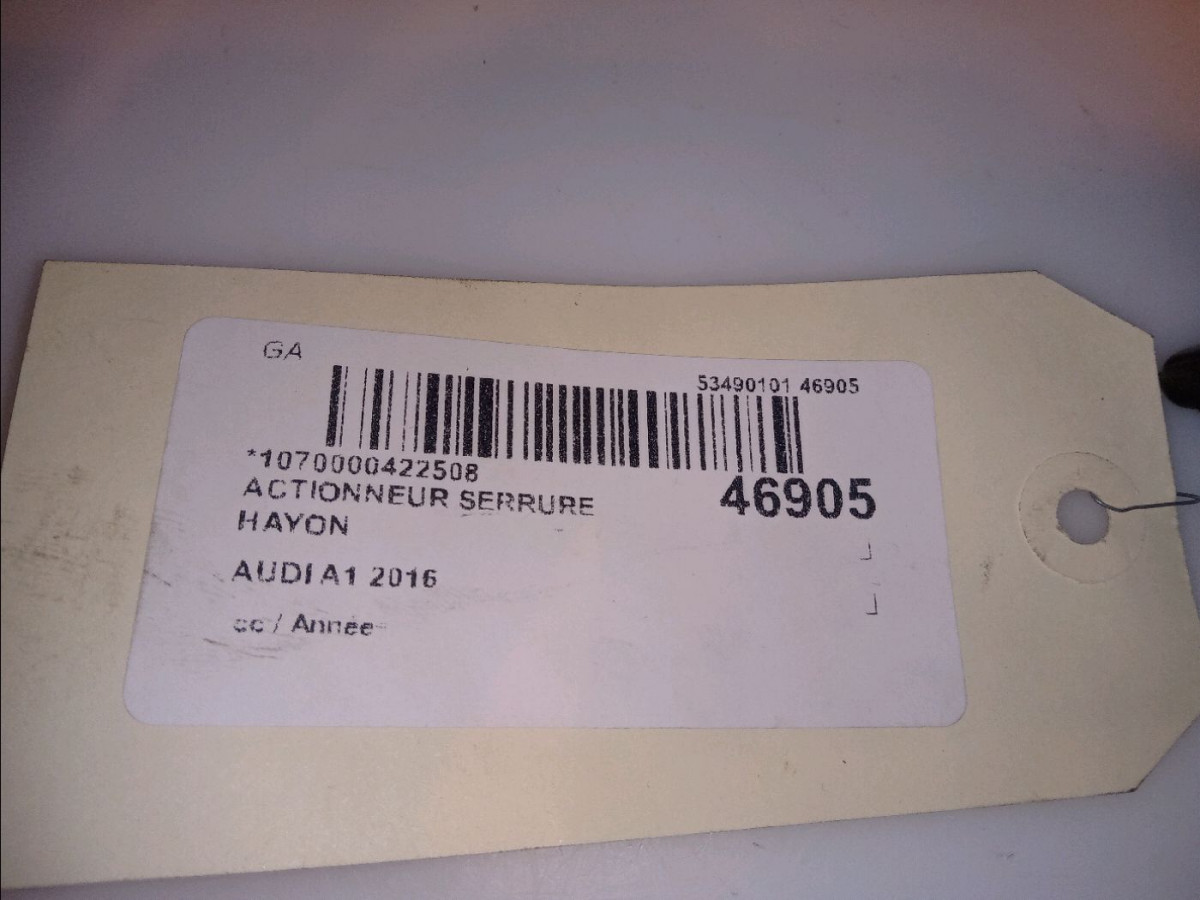 GA
53490101 46905
*1070000422508
46905
ACTIONNEUR SERRURE
HAYON
AUDI A1 2016
cc / Année